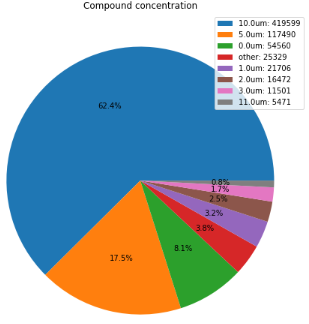 Compound concentration
10.0um: 419599
5.0um: 117490
0.0um: 54560
other: 25329
1.0um: 21706
2.0um: 16472
3.0um: 11501
11.0um: 5471
62.4%
17.5%
8.1%
3.8%
3.2%
2.5%
1.7%
0.8%